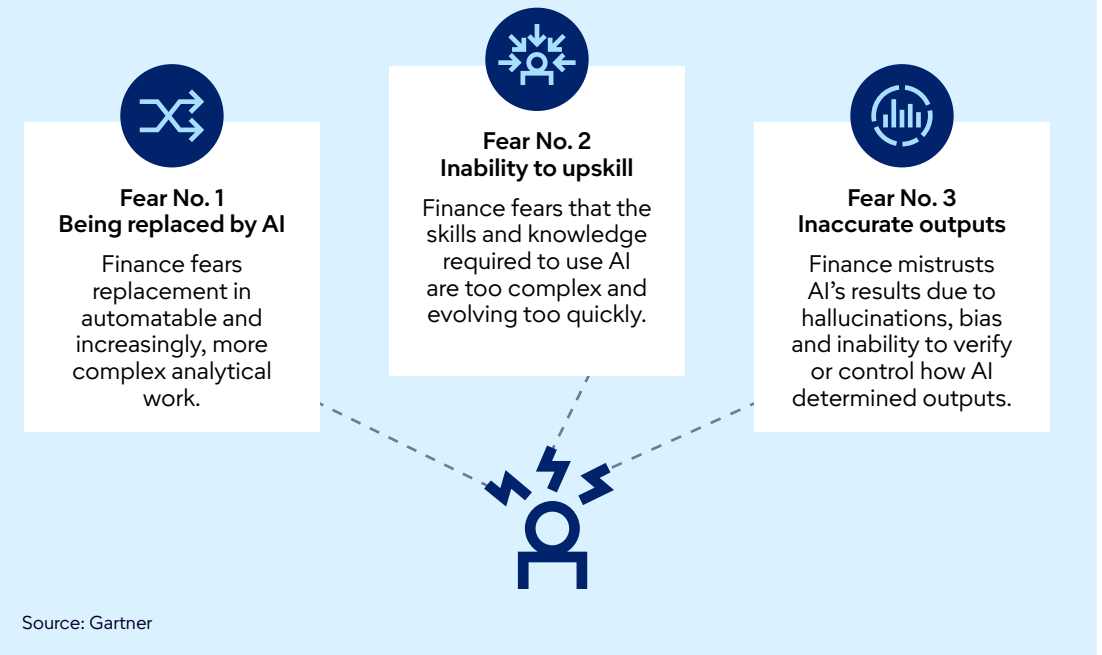 Fear No. 1
Being replaced by AI
Finance fears
replacement in
automatable and
increasingly, more
complex analytical
work.
Fear No. 2
Inability to upskill
Finance fears that the
skills and knowledge
required to use AI
are too complex and
evolving too quickly.
Fear No. 3
Inaccurate outputs
Finance mistrusts
AI’s results due to
hallucinations, bias
and inability to verify
or control how AI
determined outputs.
Source: Gartner